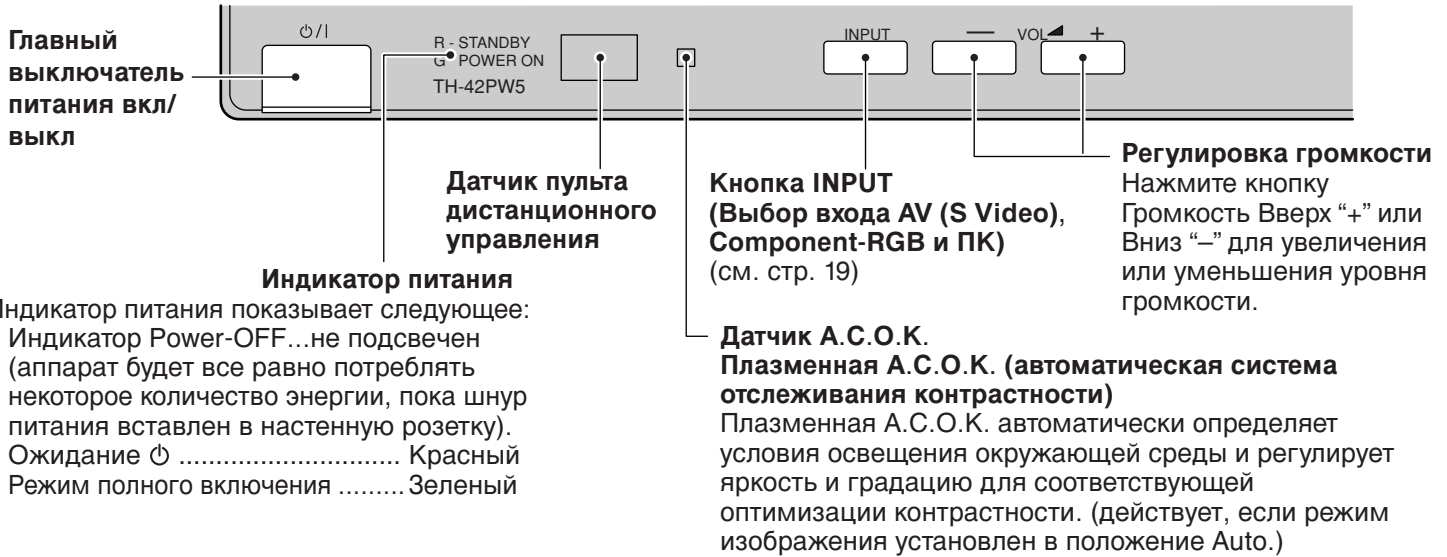 Главный
выключатель
питания вкл/
выкл
⏻/I
R - STANDBY
G POWER ON
TH-42PW5
INPUT
— VOL +
Датчик пульта
дистанционного
управления
Кнопка INPUT
(Выбор входа AV (S Video),
Component-RGB и ПК)
(см. стр. 19)
Регулировка громкости
Нажмите кнопку
Громкость Вверх “+” или
Вниз “–” для увеличения
или уменьшения уровня
громкости.
Индикатор питания
Индикатор питания показывает следующее:
Индикатор Power-OFF...не подсвечен
(аппарат будет все равно потреблять
некоторое количество энергии, пока шнур
питания вставлен в настенную розетку).
Ожидание ⏻ .............................. Красный
Режим полного включения ......... Зеленый
Датчик А.С.О.К.
Плазменная А.С.О.К. (автоматическая система
отслеживания контрастности)
Плазменная А.С.О.К. автоматически определяет
условия освещения окружающей среды и регулирует
яркость и градацию для соответствующей
оптимизации контрастности. (действует, если режим
изображения установлен в положение Auto.)